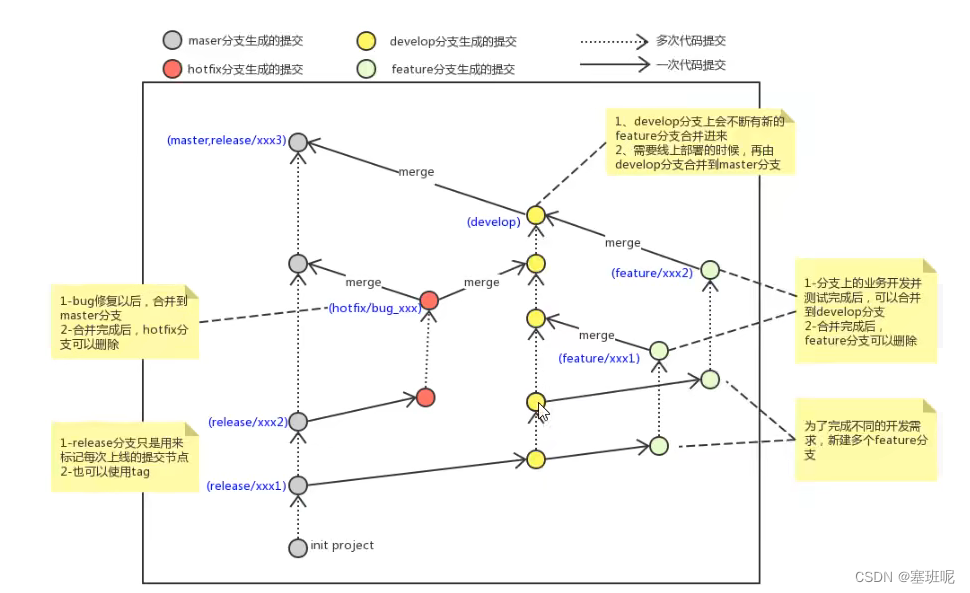 maser分支生成的提交
develop分支生成的提交
多次代码提交
hotfix分支生成的提交
feature分支生成的提交
一次代码提交
1、develop分支上会不断有新的
feature分支合并进来
2、需要线上部署的时候，再由
develop分支合并到master分支
(master,release/xxx3)
merge
(develop)
merge
(feature/xxx2)
merge
merge
(hotfix/bug_xxx)
1-bug修复以后，合并到
master分支
2-合并完成后，hotfix分
支可以删除
1-分支上的业务开发并
测试完成后，可以合并
到develop分支
2-合并完成后，
feature分支可以删除
merge
(feature/xxx1)
(release/xxx2)
1-release分支只是用来
标记每次上线的提交节点
2-也可以使用tag
为了完成不同的开发需
求，新建多个feature分
支
(release/xxx1)
init project
CSDN @塞班呢